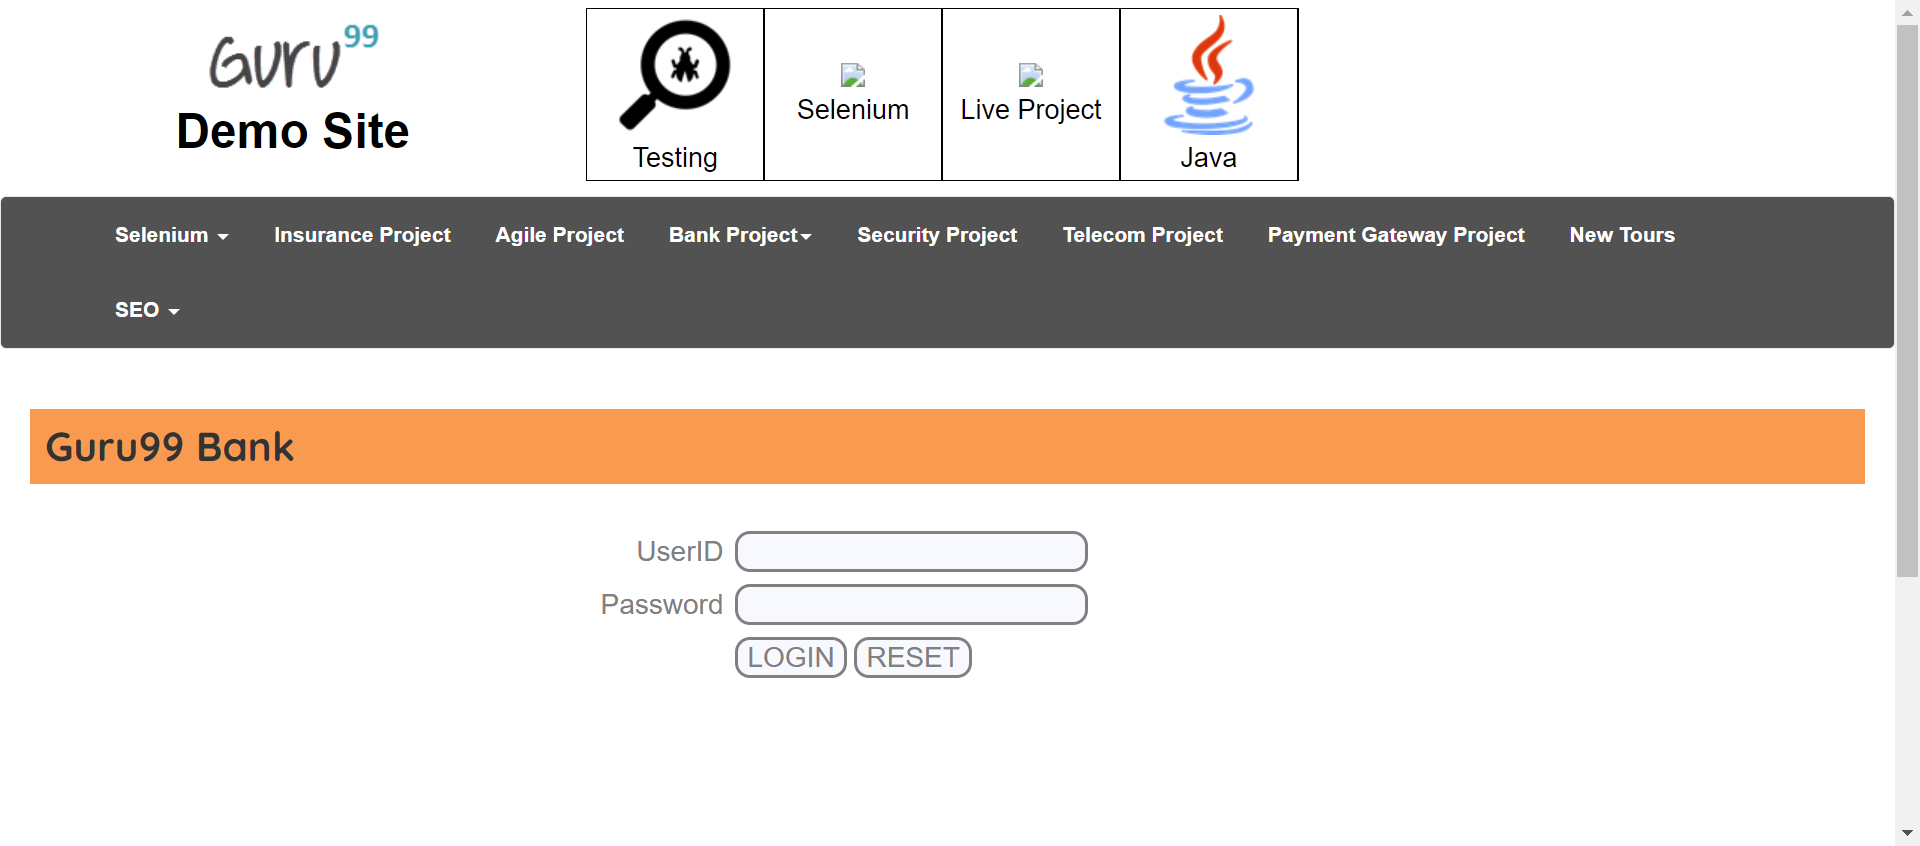 Guru99
Demo Site
Testing
Selenium
Live Project
Java
Selenium
Insurance Project
Agile Project
Bank Project
Security Project
Telecom Project
Payment Gateway Project
New Tours
SEO
Guru99 Bank
UserID
Password
LOGIN RESET